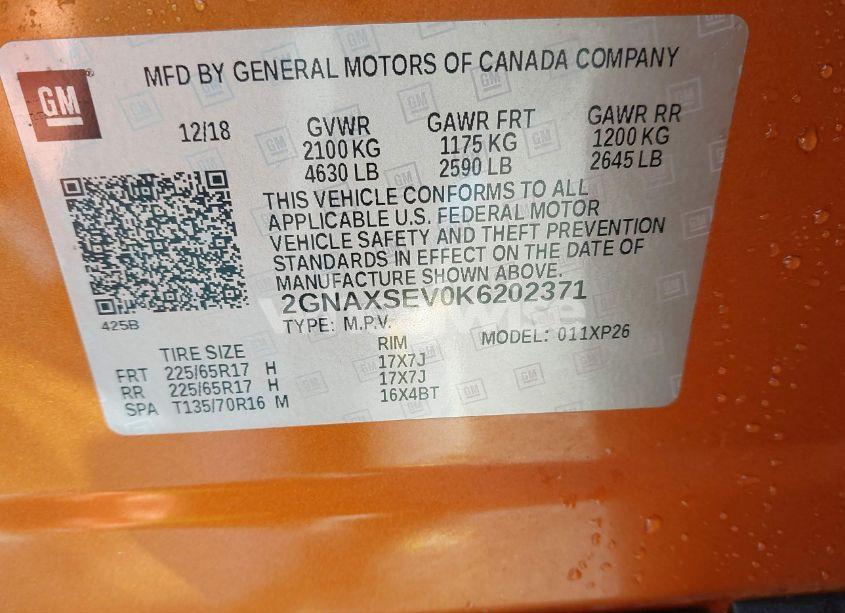 GM
MFD BY GENERAL MOTORS OF CANADA COMPANY
12/18
GVWR
2100 KG
4630 LB
GAWR FRT
1175 KG
2590 LB
GAWR RR
1200 KG
2645 LB
THIS VEHICLE CONFORMS TO ALL
APPLICABLE U.S. FEDERAL MOTOR
VEHICLE SAFETY AND THEFT PREVENTION
STANDARDS IN EFFECT ON THE DATE OF
MANUFACTURE SHOWN ABOVE.
2GNAXSEV0K6202371
TYPE: M.P.V.
MODEL: 011XP26
425B
TIRE SIZE
RIM
FRT 225/65R17 H 17X7J
RR 225/65R17 H 17X7J
SPA T135/70R16 M 16X4BT